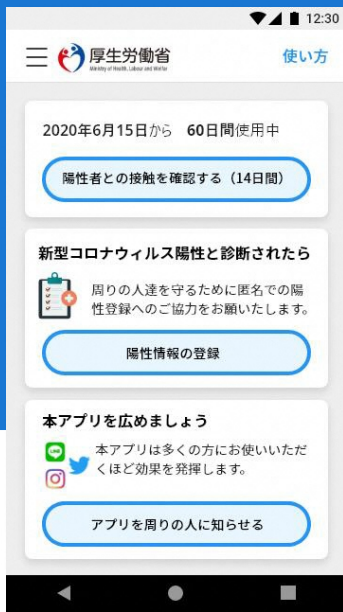 12:30
厚生労働省
Ministry of Health, Labour and Welfare
使い方
2020年6月15日から 60日間使用中
陽性者との接触を確認する（14日間）
新型コロナウィルス陽性と診断されたら
周りの人達を守るために匿名での陽
性登録へのご協力をお願いたします。
陽性情報の登録
本アプリを広めましょう
LINE
本アプリは多くの方にお使いいただ
くほど効果を発揮します。
アプリを周りの人に知らせる